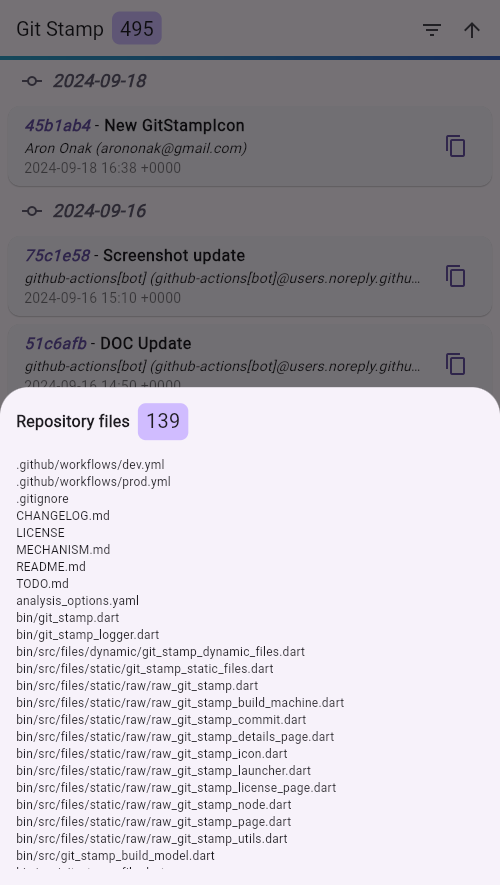 Git Stamp 495
2024-09-18
45b1ab4 - New GitStampIcon
Aron Onak (arononak@gmail.com)
2024-09-18 16:38 +0000
2024-09-16
75c1e58 - Screenshot update
github-actions[bot] (github-actions[bot]@users.noreply.githu...
2024-09-16 15:10 +0000
51c6afb - DOC Update
github-actions[bot] (github-actions[bot]@users.noreply.githu...
2024-09-16 14:50 +0000
Repository files 139
.github/workflows/dev.yml
.github/workflows/prod.yml
.gitignore
CHANGELOG.md
LICENSE
MECHANISM.md
README.md
TODO.md
analysis_options.yaml
bin/git_stamp.dart
bin/git_stamp_logger.dart
bin/src/files/dynamic/git_stamp_dynamic_files.dart
bin/src/files/static/git_stamp_static_files.dart
bin/src/files/static/raw/raw_git_stamp.dart
bin/src/files/static/raw/raw_git_stamp_build_machine.dart
bin/src/files/static/raw/raw_git_stamp_commit.dart
bin/src/files/static/raw/raw_git_stamp_details_page.dart
bin/src/files/static/raw/raw_git_stamp_icon.dart
bin/src/files/static/raw/raw_git_stamp_launcher.dart
bin/src/files/static/raw/raw_git_stamp_license_page.dart
bin/src/files/static/raw/raw_git_stamp_node.dart
bin/src/files/static/raw/raw_git_stamp_page.dart
bin/src/files/static/raw/raw_git_stamp_utils.dart
bin/src/git_stamp_build_model.dart